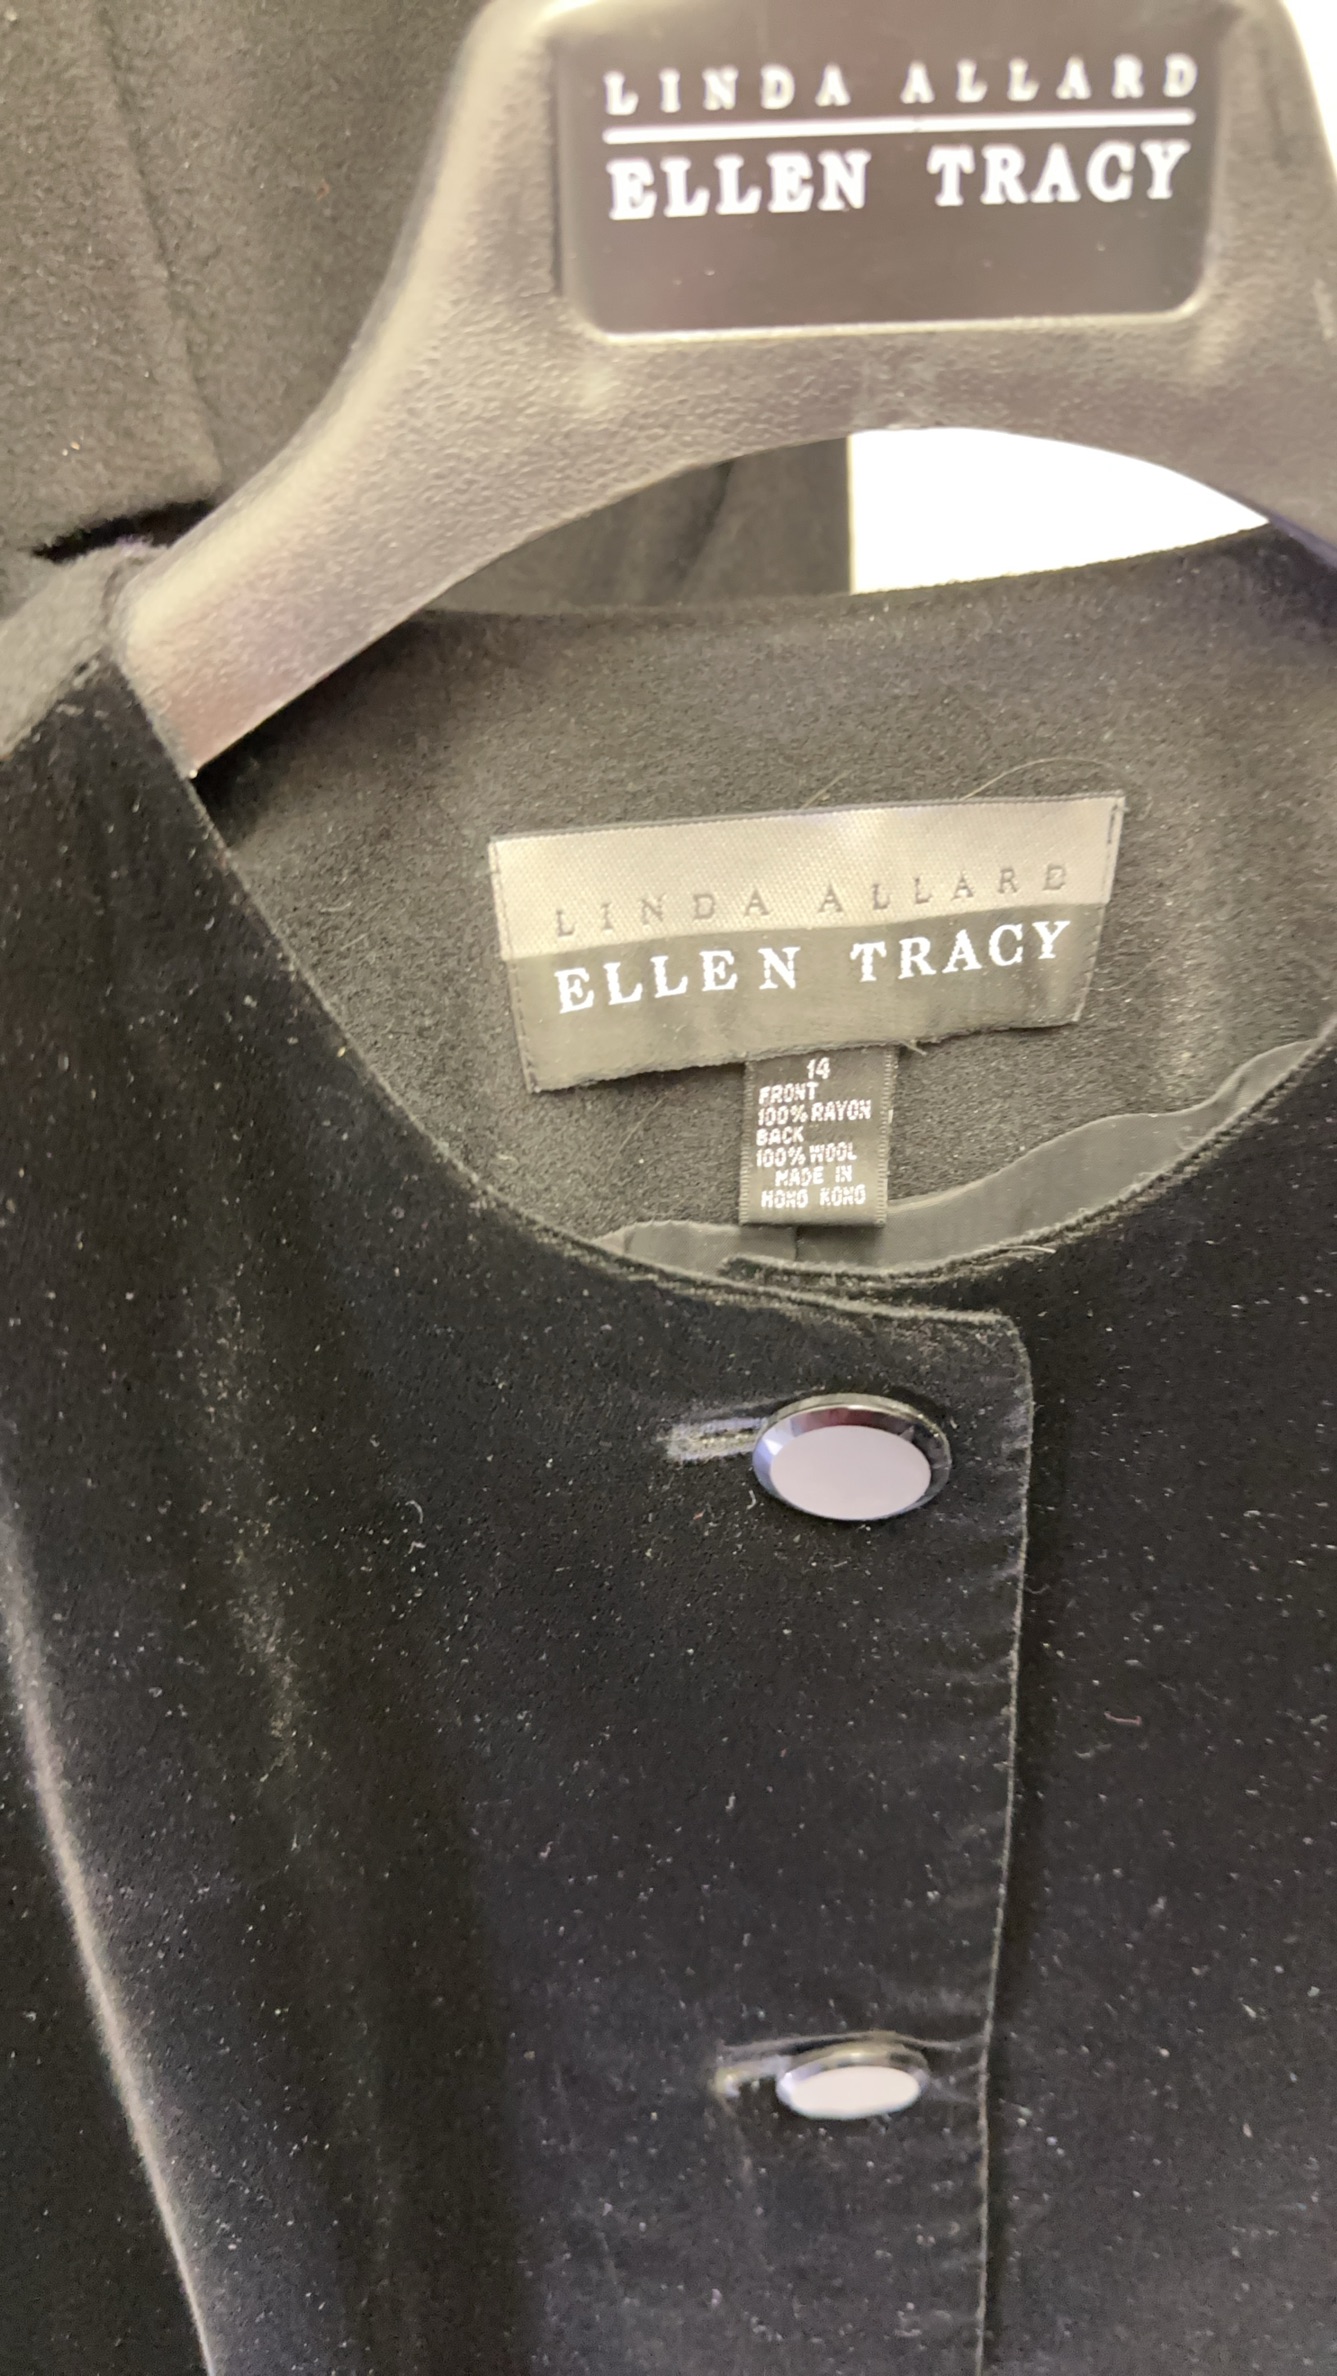 LINDA ALLARD
ELLEN TRACY
LINDA ALLARD
ELLEN TRACY
14
FRONT
100% RAYON
BACK
100% WOOL
MADE IN
HONG KONG